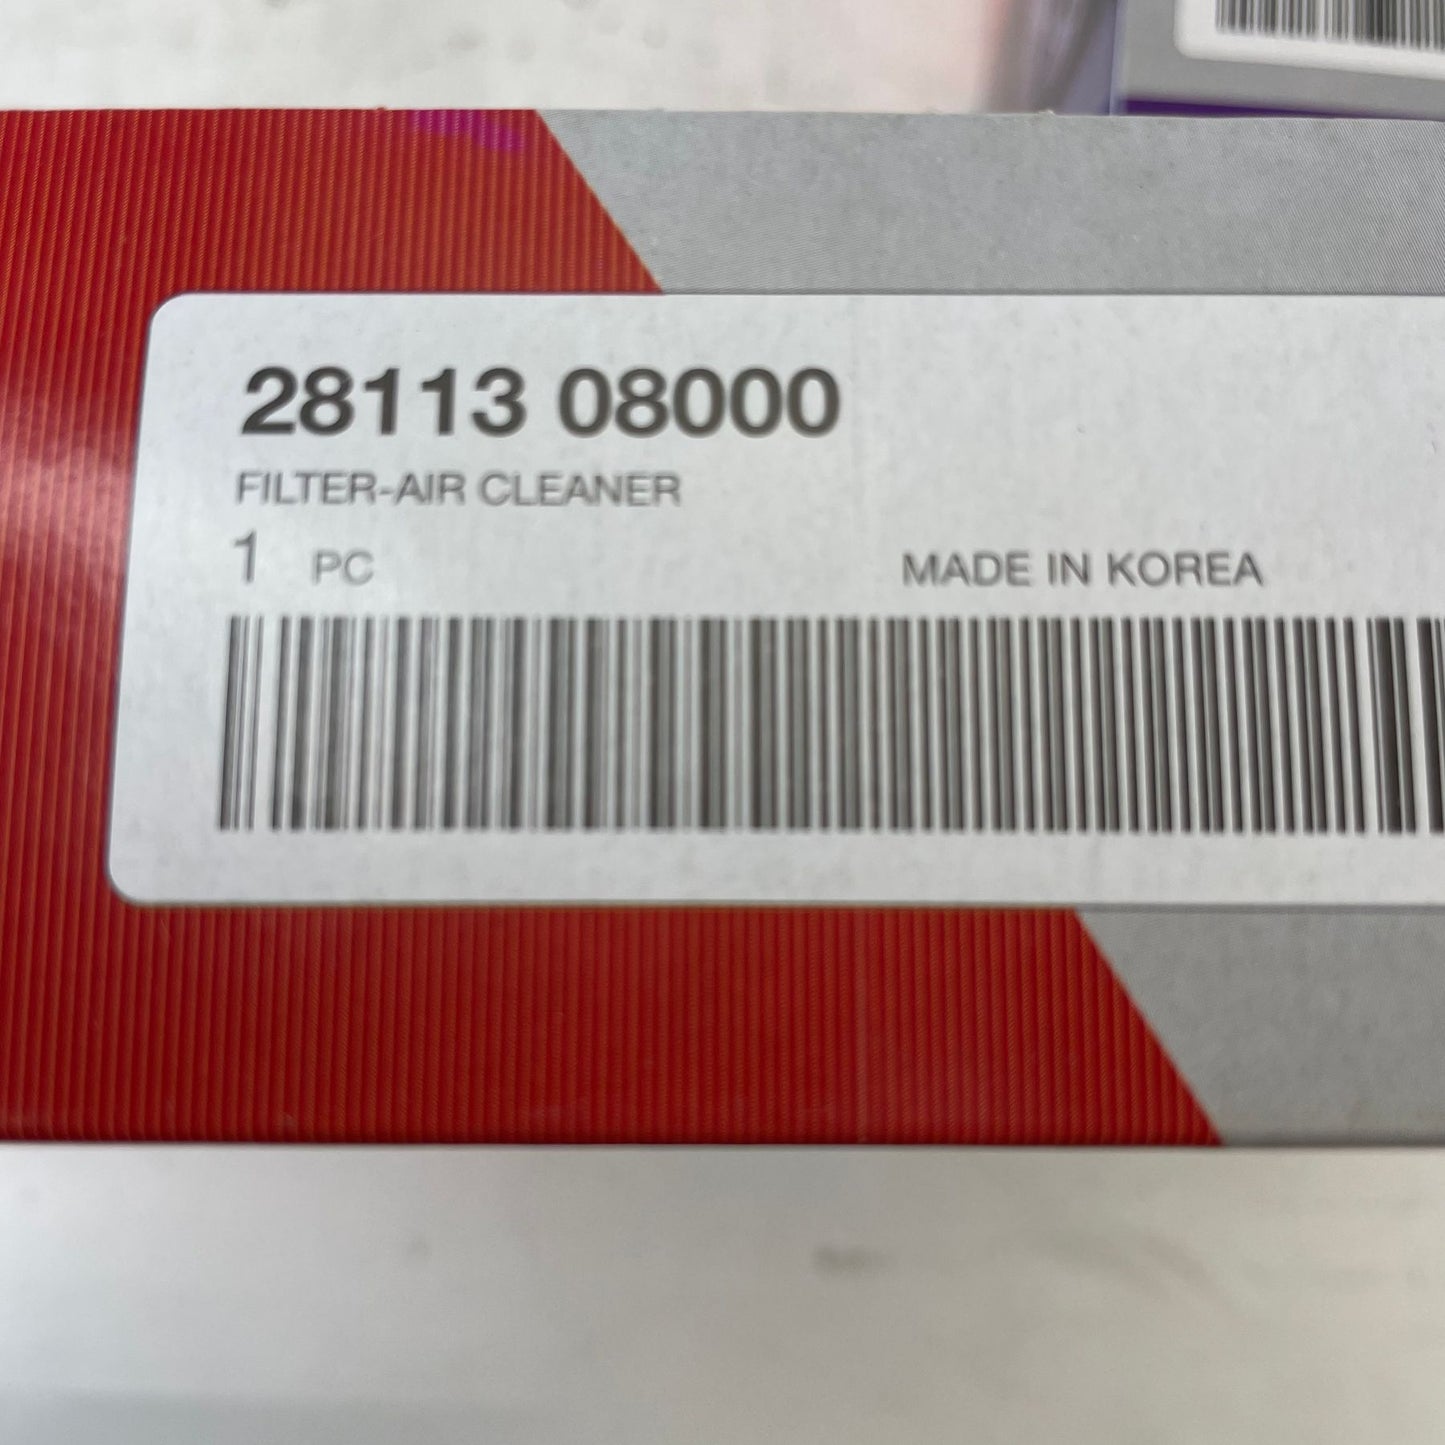 28113 08000
FILTER-AIR CLEANER
1 PC MADE IN KOREA